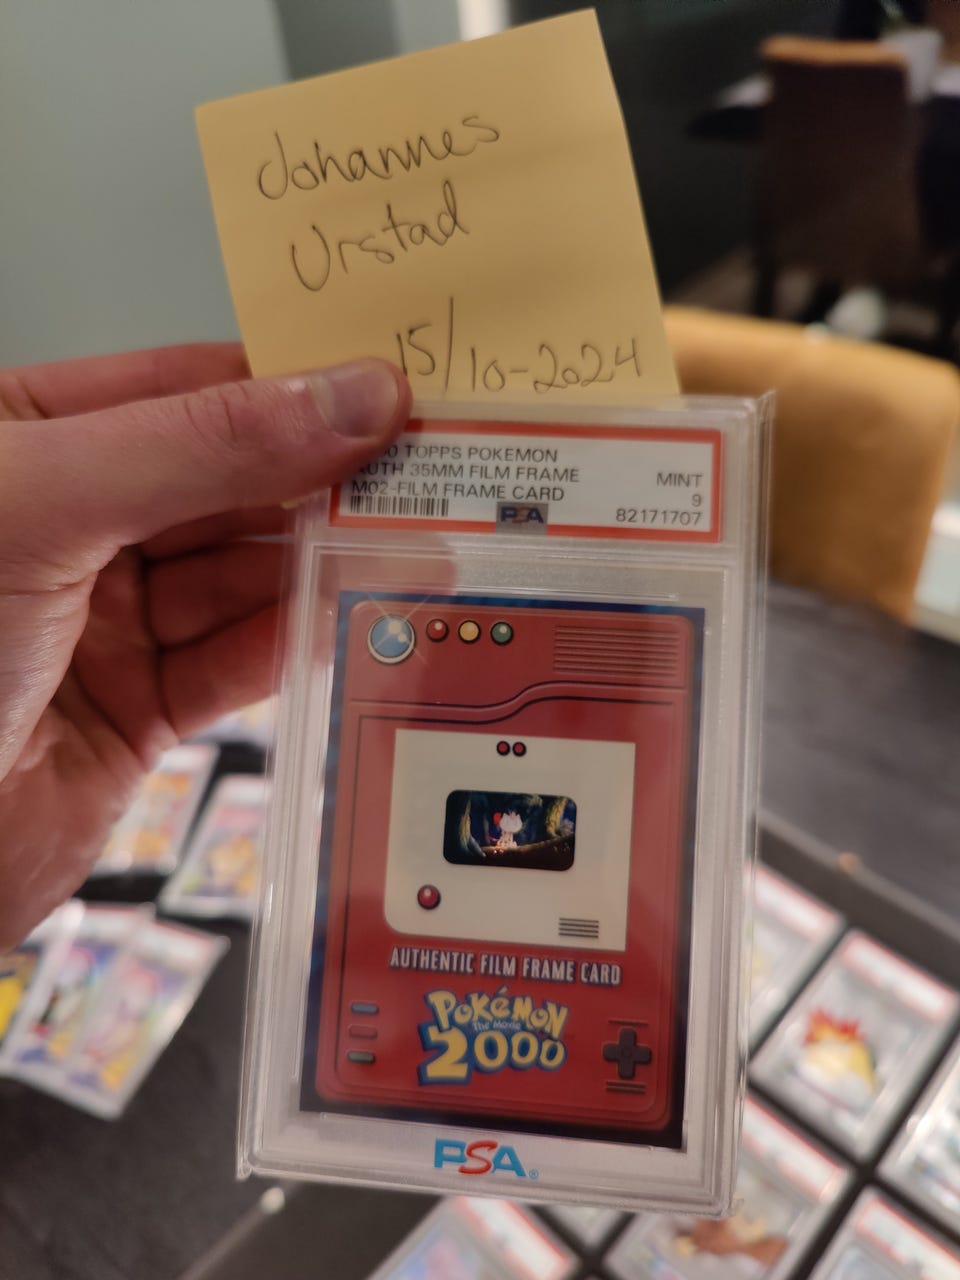 Johannes
Urstad
15/10-2024
TOPPS POKEMON
AUTH 35MM FILM FRAME
M02-FILM FRAME CARD
MINT
9
PSA
82171707
AUTHENTIC FILM FRAME CARD
POKéMON
The Movie
2000
PSA®